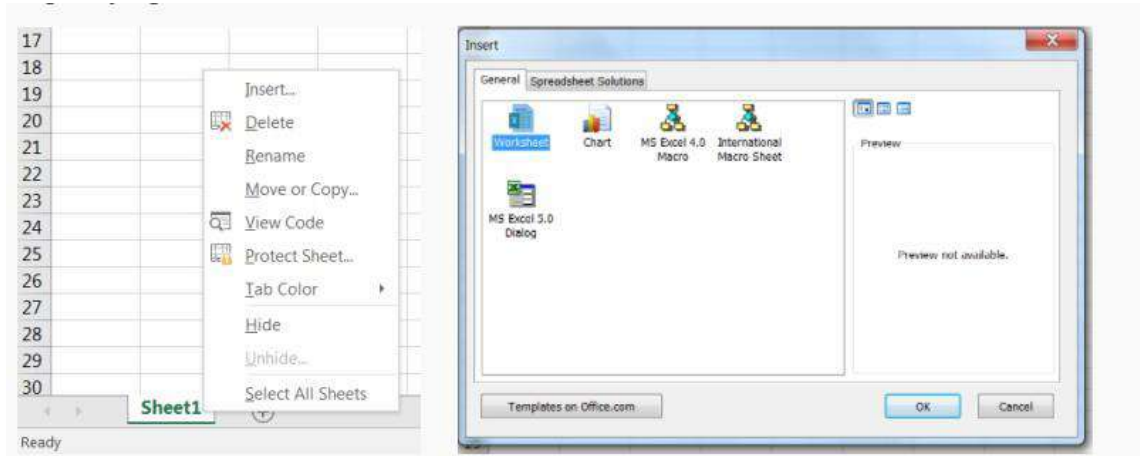 17
18
19
20
21
22
23
24
25
26
27
28
29
30
Insert...
Delete
Rename
Move or Copy...
View Code
Protect Sheet...
Tab Color
Hide
Unhide...
Select All Sheets
Sheet1
Ready
Insert
General Spreadsheet Solutions
Worksheet
Chart
MS Excel 4.0
Macro
International
Macro Sheet
MS Excel 5.0
Dialog
Preview
Preview not available.
Templates on Office.com
OK
Cancel